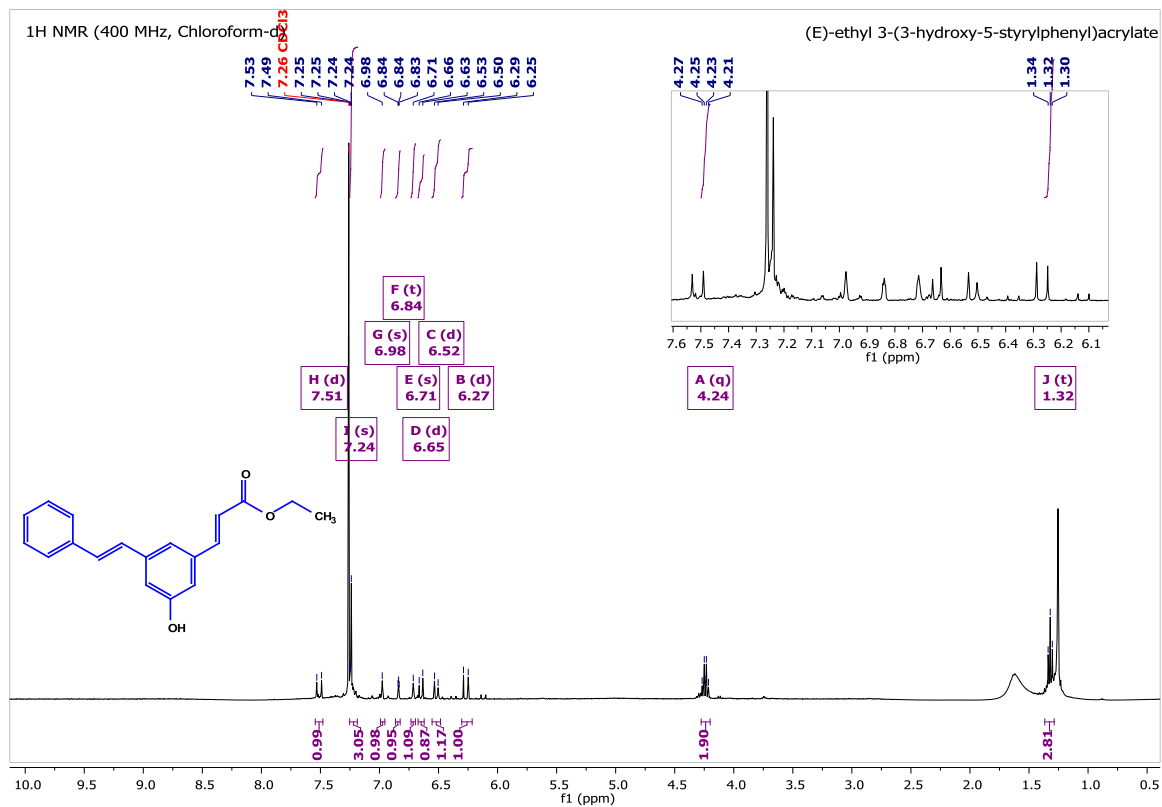 1H NMR (400 MHz, Chloroform-d)
(E)-ethyl 3-(3-hydroxy-5-styrylphenyl)acrylate
7.53
7.49
7.26 CDCl3
7.25
7.25
7.24
7.24
6.98
6.84
6.84
6.83
6.71
6.66
6.63
6.53
6.50
6.29
6.25
4.27
4.25
4.23
4.21
1.34
1.32
1.30
7.6 7.5 7.4 7.3 7.2 7.1 7.0 6.9 6.8 6.7 6.6 6.5 6.4 6.3 6.2 6.1
f1 (ppm)
F (t)
6.84
G (s)
6.98
C (d)
6.52
H (d)
7.51
E (s)
6.71
B (d)
6.27
A (q)
4.24
J (t)
1.32
I (s)
7.24
D (d)
6.65
O
O
CH3
OH
0.99
3.05
0.98
0.95
1.09
0.87
1.17
1.00
1.90
2.81
10.0 9.5 9.0 8.5 8.0 7.5 7.0 6.5 6.0 5.5 5.0 4.5 4.0 3.5 3.0 2.5 2.0 1.5 1.0 0.5
f1 (ppm)